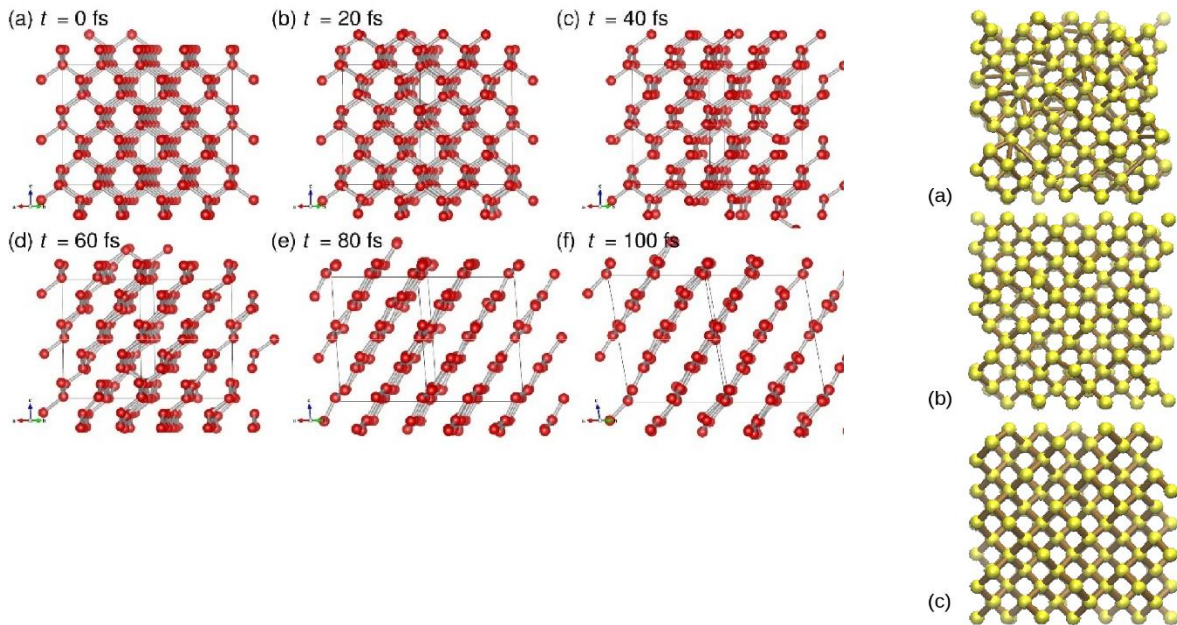 (a) t = 0 fs
(b) t = 20 fs
(c) t = 40 fs
(d) t = 60 fs
(e) t = 80 fs
(f) t = 100 fs
(a)
(b)
(c)